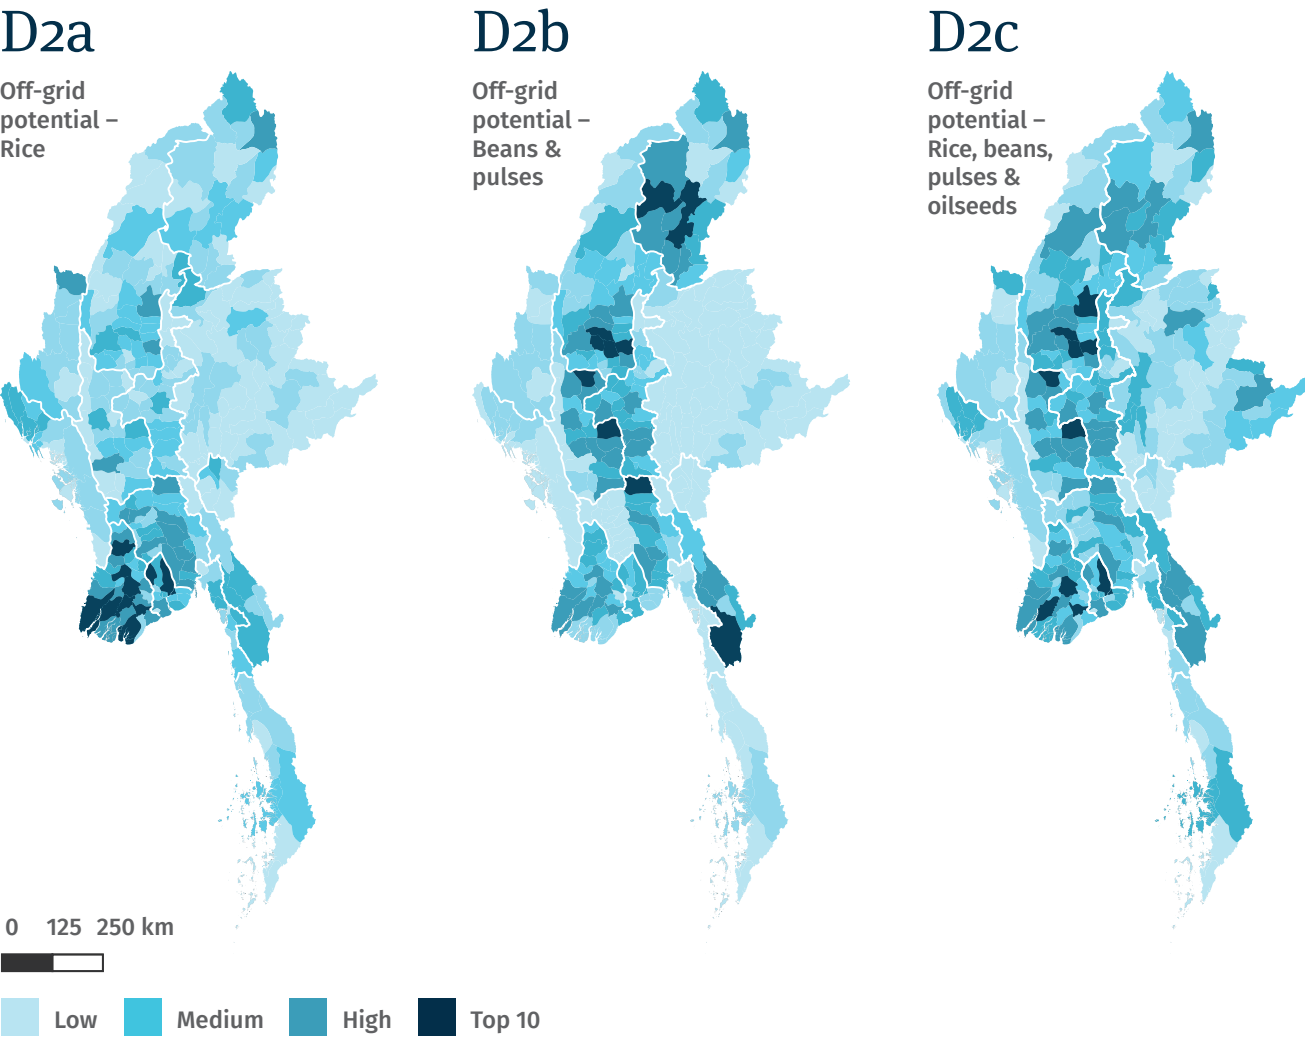 D2a
Off-grid
potential –
Rice
D2b
Off-grid
potential –
Beans &
pulses
D2c
Off-grid
potential –
Rice, beans,
pulses &
oilseeds
0 125 250 km
Low Medium High Top 10